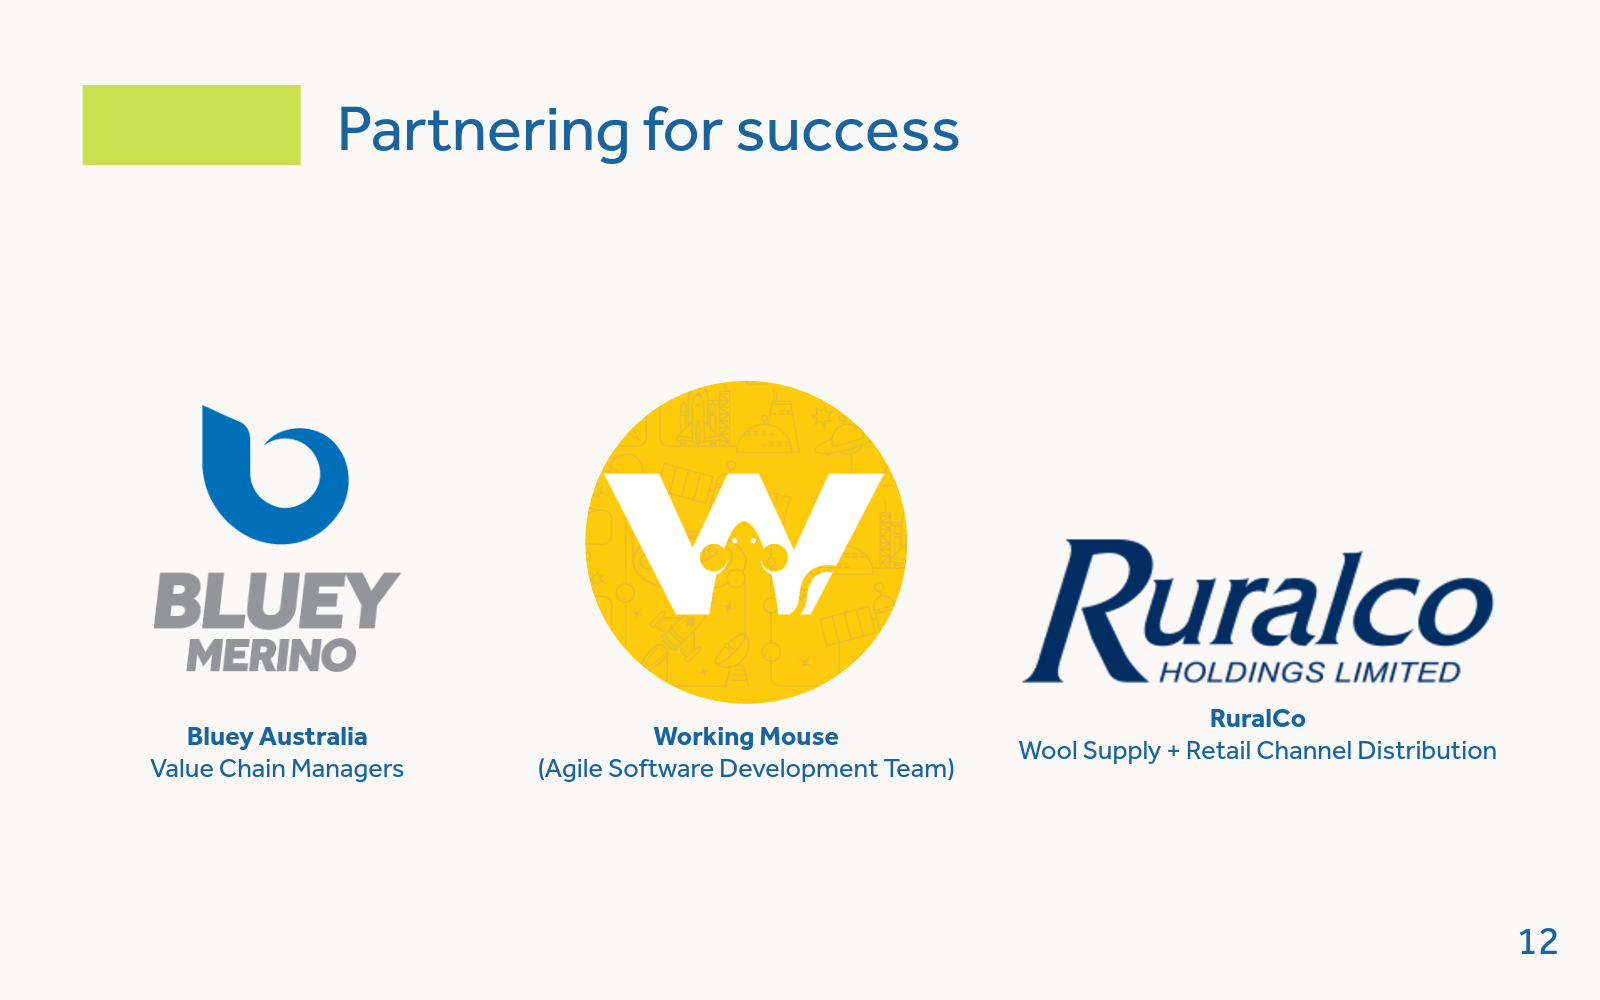 Partnering for success
BLUEY
MERINO
Bluey Australia
Value Chain Managers
W
Working Mouse
(Agile Software Development Team)
Ruralco
HOLDINGS LIMITED
RuralCo
Wool Supply + Retail Channel Distribution
12